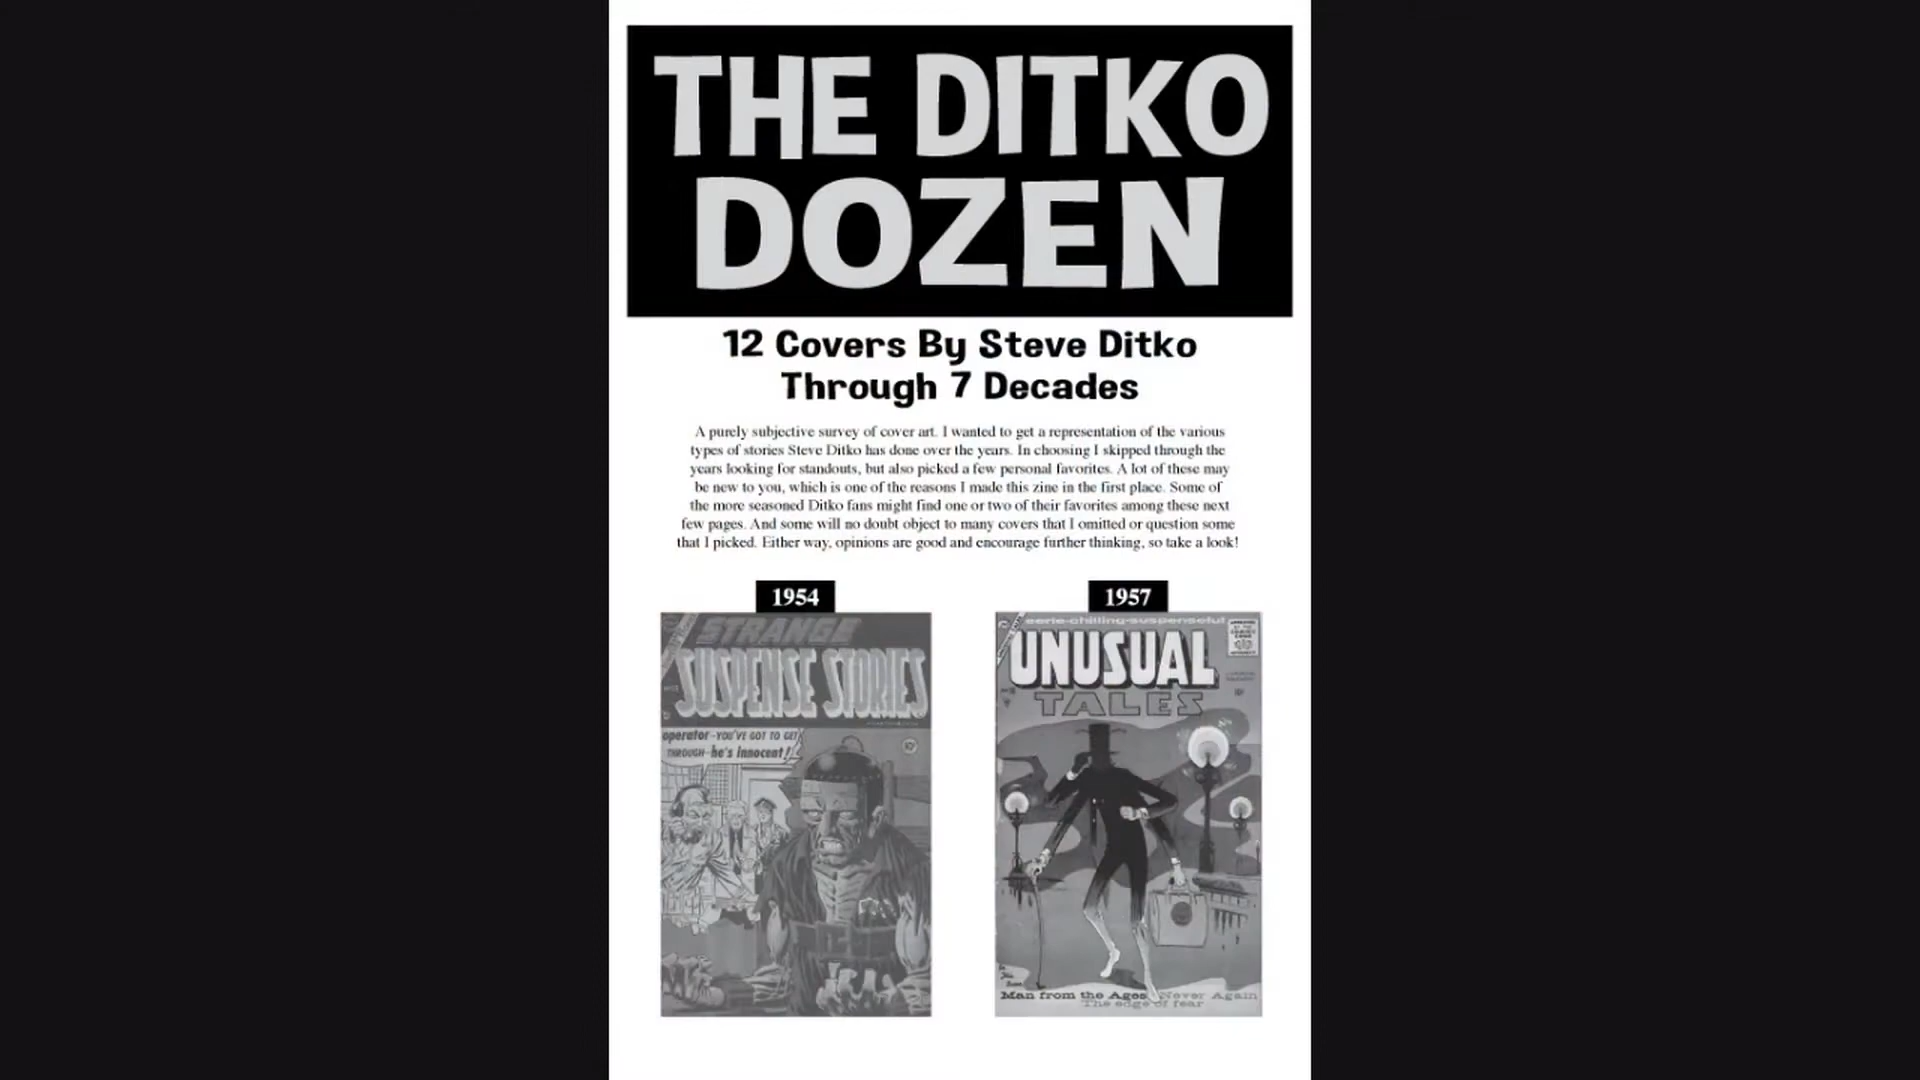 THE DITKO
DOZEN
12 Covers By Steve Ditko
Through 7 Decades
A purely subjective survey of cover art. I wanted to get a representation of the various
types of stories Steve Ditko has done over the years. In choosing I skipped through the
years looking for standouts, but also picked a few personal favorites. A lot of these may
be new to you, which is one of the reasons I made this zine in the first place. Some of
the more seasoned Ditko fans might find one or two of their favorites among these next
few pages. And some will no doubt object to many covers that I omitted or question some
that I picked. Either way, opinions are good and encourage further thinking, so take a look!
1954
STRANGE
SUSPENSE STORIES
operator-YOU'VE GOT TO GET
THROUGH-he's innocent!
10¢
1957
eerie-chilling-suspenseful
UNUSUAL
TALES
Man from the Ages Never Again
The edge of fear